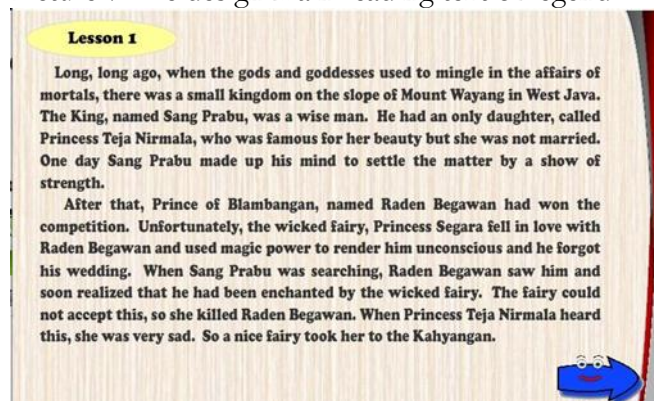 Lesson 1
Long, long ago, when the gods and goddesses used to mingle in the affairs of
mortals, there was a small kingdom on the slope of Mount Wayang in West Java.
The King, named Sang Prabu, was a wise man. He had an only daughter, called
Princess Teja Nirmala, who was famous for her beauty but she was not married.
One day Sang Prabu made up his mind to settle the matter by a show of
strength.
After that, Prince of Blambangan, named Raden Begawan had won the
competition. Unfortunately, the wicked fairy, Princess Segara fell in love with
Raden Begawan and used magic power to render him unconscious and he forgot
his wedding. When Sang Prabu was searching, Raden Begawan saw him and
soon realized that he had been enchanted by the wicked fairy. The fairy could
not accept this, so she killed Raden Begawan. When Princess Teja Nirmala heard
this, she was very sad. So a nice fairy took her to the Kahyangan.